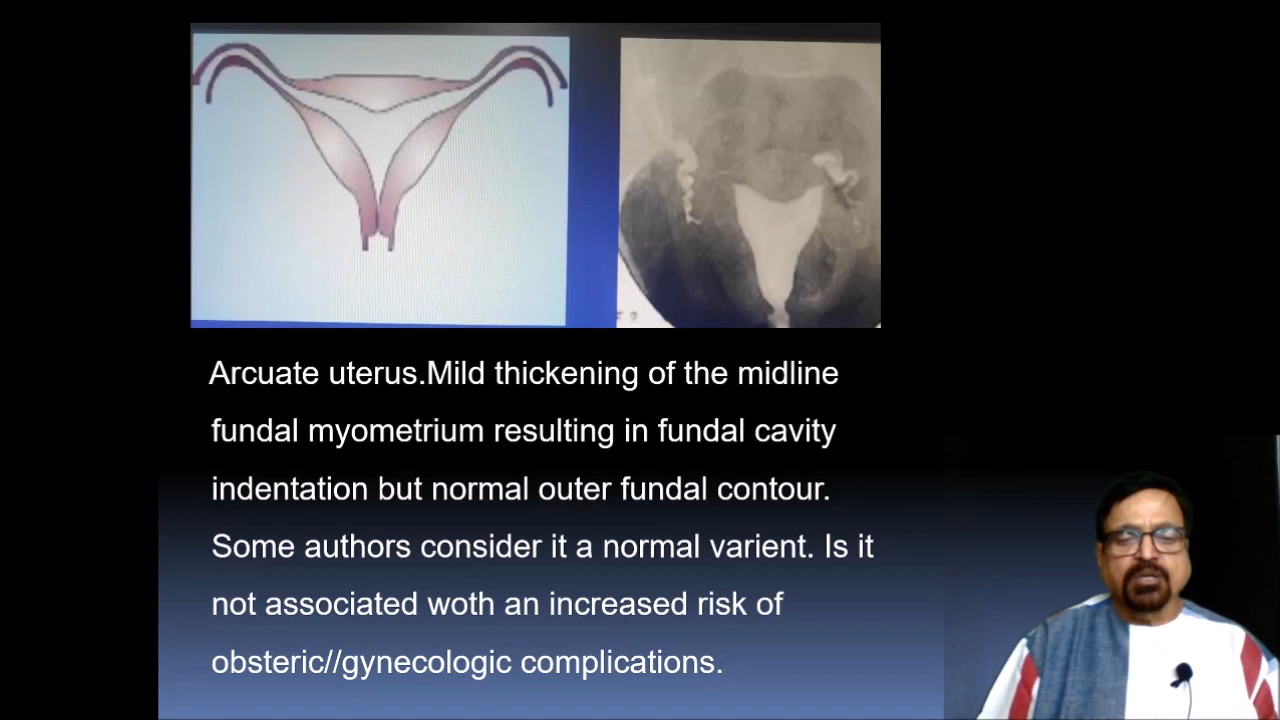 Arcuate uterus.Mild thickening of the midline
fundal myometrium resulting in fundal cavity
indentation but normal outer fundal contour.
Some authors consider it a normal varient. Is it
not associated woth an increased risk of
obsteric//gynecologic complications.